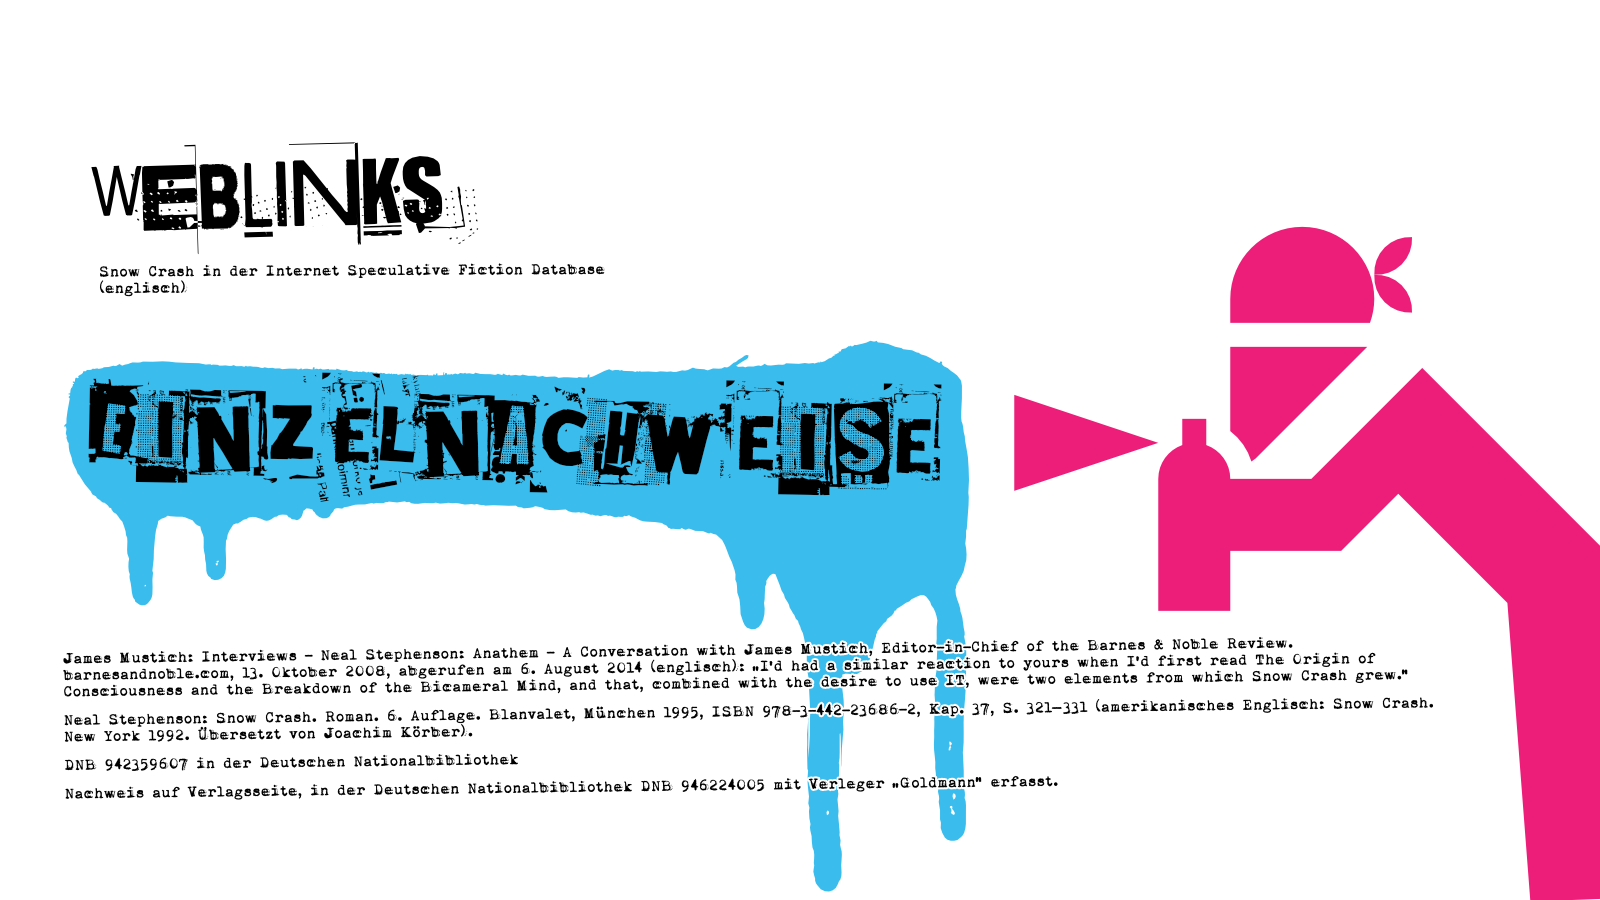 WEBLINKS
Snow Crash in der Internet Speculative Fiction Database
(englisch)
EINZELNACHWEISE
James Mustich: Interviews – Neal Stephenson: Anathem – A Conversation with James Mustich, Editor-in-Chief of the Barnes & Noble Review.
barnesandnoble.com, 13. Oktober 2008, abgerufen am 6. August 2014 (englisch): „I'd had a similar reaction to yours when I'd first read The Origin of
Consciousness and the Breakdown of the Bicameral Mind, and that, combined with the desire to use IT, were two elements from which Snow Crash grew."
Neal Stephenson: Snow Crash. Roman. 6. Auflage. Blanvalet, München 1995, ISBN 978-3-442-23686-2, Kap. 37, S. 321–331 (amerikanisches Englisch: Snow Crash.
New York 1992. Übersetzt von Joachim Körber).
DNB 942359607 in der Deutschen Nationalbibliothek
Nachweis auf Verlagsseite, in der Deutschen Nationalbibliothek DNB 946224005 mit Verleger „Goldmann" erfasst.